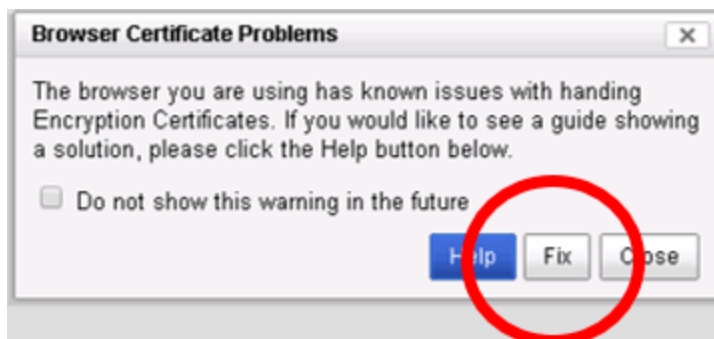 Browser Certificate Problems
The browser you are using has known issues with handing
Encryption Certificates. If you would like to see a guide showing
a solution, please click the Help button below.
Do not show this warning in the future
Help Fix Close